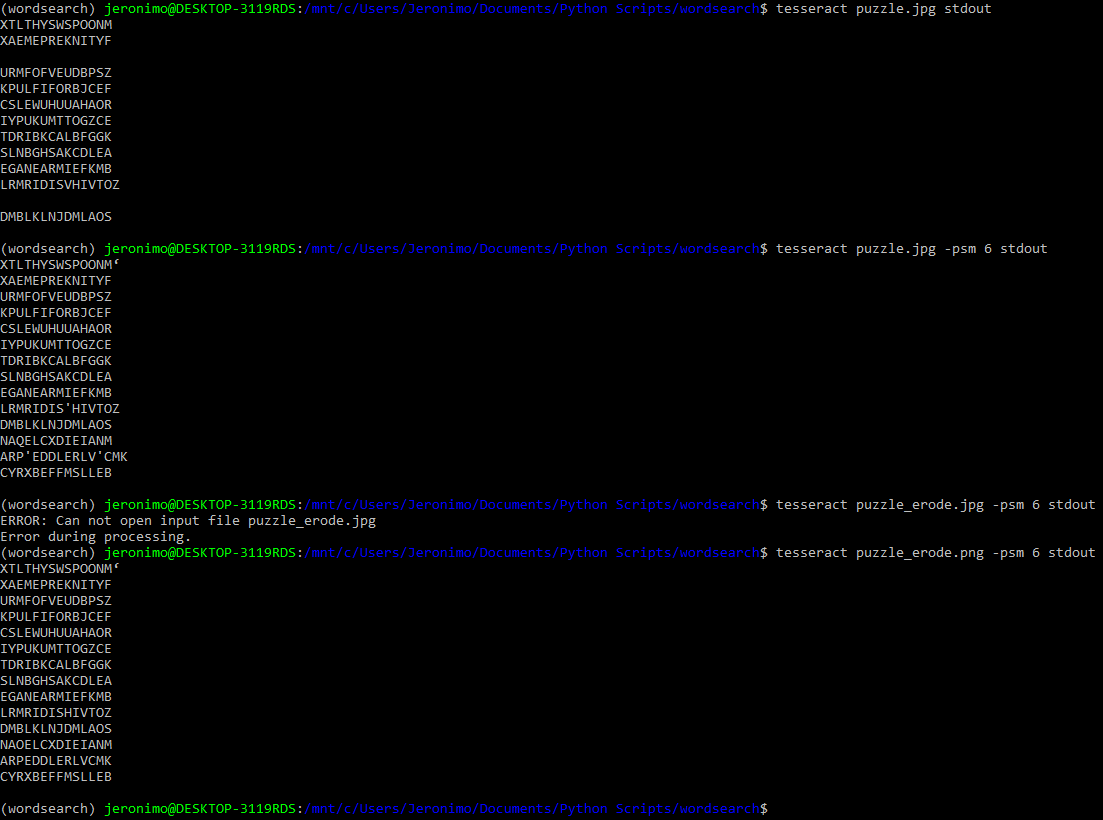 (wordsearch) jeronimo@DESKTOP-3119RDS:/mnt/c/Users/Jeronimo/Documents/Python Scripts/wordsearch$ tesseract puzzle.jpg stdout
XTLTHYSWSPOONM
XAEMEPREKNITYF
URMFOFVEUDBPSZ
KPULFIFORBJCEF
CSLEWUHUUAHAOR
IYPUKUMTTOGZCE
TDRIBKCALBFGGK
SLNBGHSAKCDLEA
EGANEARMIEFKMB
LRMRIDISVHIVTOZ
DMBLKLNJDMLAOS
(wordsearch) jeronimo@DESKTOP-3119RDS:/mnt/c/Users/Jeronimo/Documents/Python Scripts/wordsearch$ tesseract puzzle.jpg -psm 6 stdout
XTLTHYSWSPOONM‘
XAEMEPREKNITYF
URMFOFVEUDBPSZ
KPULFIFORBJCEF
CSLEWUHUUAHAOR
IYPUKUMTTOGZCE
TDRIBKCALBFGGK
SLNBGHSAKCDLEA
EGANEARMIEFKMB
LRMRIDIS'HIVTOZ
DMBLKLNJDMLAOS
NAQELCXDIEIANM
ARP'EDDLERLV'CMK
CYRXBEFFMSLLEB
(wordsearch) jeronimo@DESKTOP-3119RDS:/mnt/c/Users/Jeronimo/Documents/Python Scripts/wordsearch$ tesseract puzzle_erode.jpg -psm 6 stdout
ERROR: Can not open input file puzzle_erode.jpg
Error during processing.
(wordsearch) jeronimo@DESKTOP-3119RDS:/mnt/c/Users/Jeronimo/Documents/Python Scripts/wordsearch$ tesseract puzzle_erode.png -psm 6 stdout
XTLTHYSWSPOONM‘
XAEMEPREKNITYF
URMFOFVEUDBPSZ
KPULFIFORBJCEF
CSLEWUHUUAHAOR
IYPUKUMTTOGZCE
TDRIBKCALBFGGK
SLNBGHSAKCDLEA
EGANEARMIEFKMB
LRMRIDISHIVTOZ
DMBLKLNJDMLAOS
NAOELCXDIEIANM
ARPEDDLERLVCMK
CYRXBEFFMSLLEB
(wordsearch) jeronimo@DESKTOP-3119RDS:/mnt/c/Users/Jeronimo/Documents/Python Scripts/wordsearch$